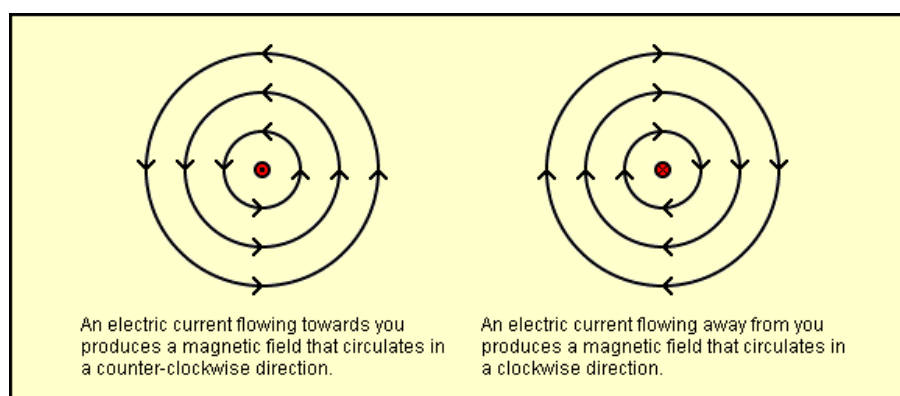 An electric current flowing towards you
produces a magnetic field that circulates in
a counter-clockwise direction.
An electric current flowing away from you
produces a magnetic field that circulates in
a clockwise direction.